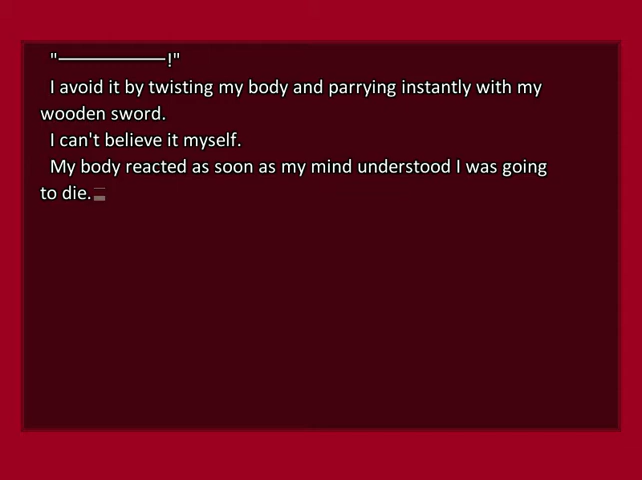 "―――――――!"
I avoid it by twisting my body and parrying instantly with my
wooden sword.
I can't believe it myself.
My body reacted as soon as my mind understood I was going
to die.